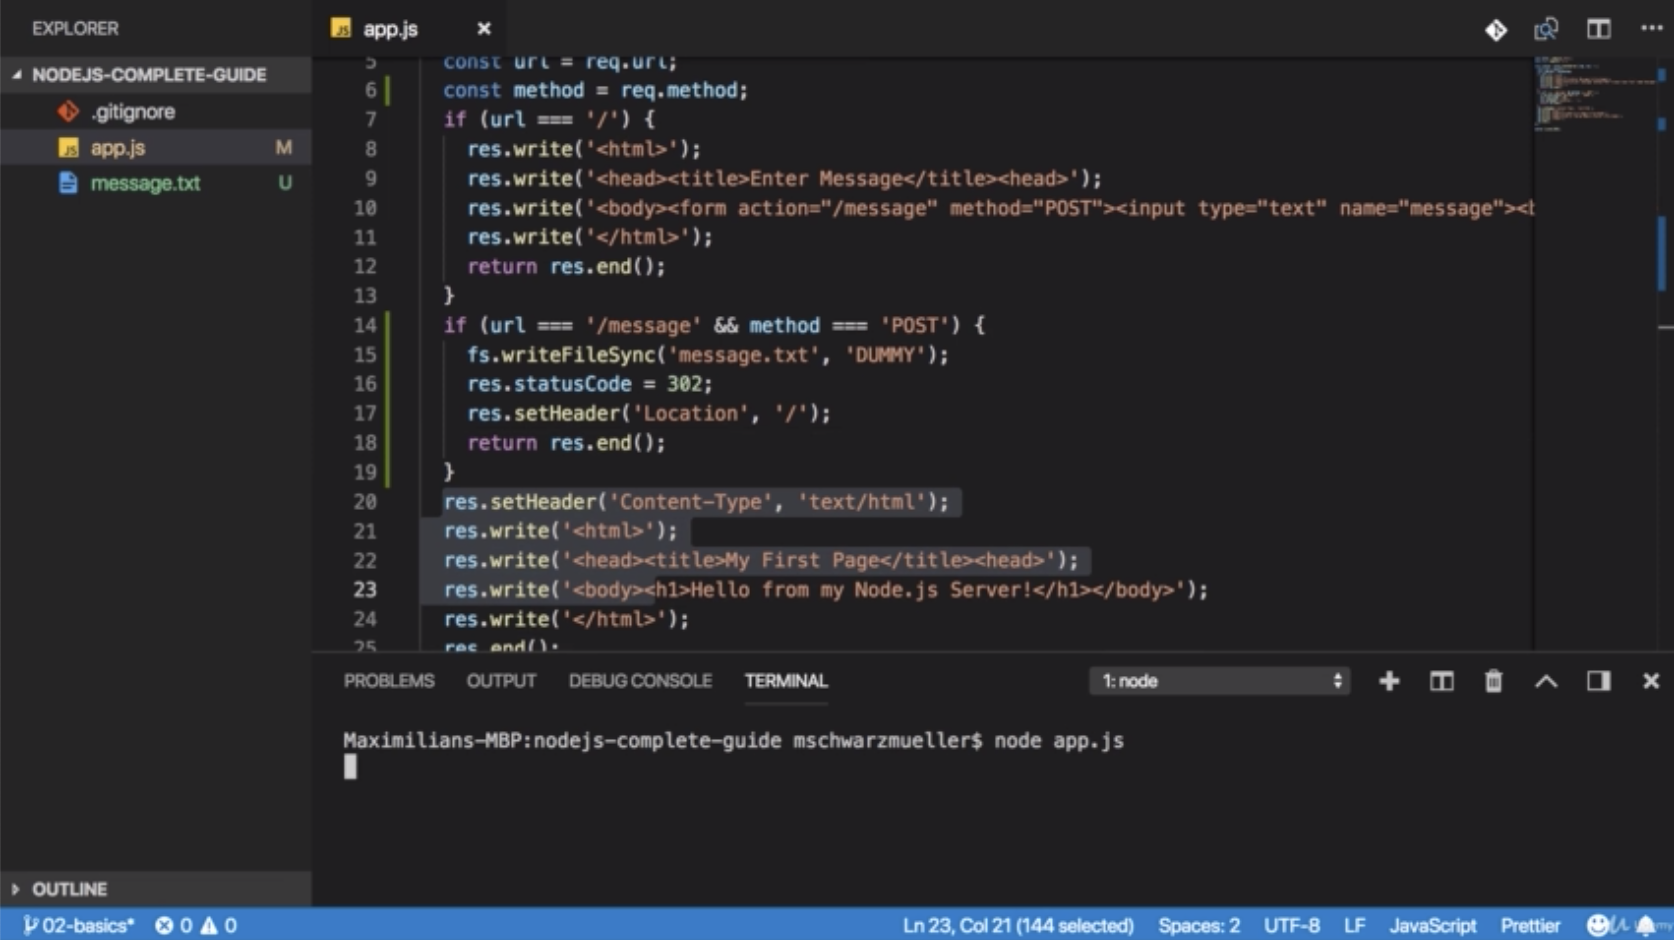 EXPLORER
app.js
NODEJS-COMPLETE-GUIDE
.gitignore
app.js M
message.txt U
5 const url = req.url;
6 const method = req.method;
7 if (url === '/') {
8 res.write('<html>');
9 res.write('<head><title>Enter Message</title><head>');
10 res.write('<body><form action="/message" method="POST"><input type="text" name="message"><b
11 res.write('</html>');
12 return res.end();
13 }
14 if (url === '/message' && method === 'POST') {
15 fs.writeFileSync('message.txt', 'DUMMY');
16 res.statusCode = 302;
17 res.setHeader('Location', '/');
18 return res.end();
19 }
20 res.setHeader('Content-Type', 'text/html');
21 res.write('<html>');
22 res.write('<head><title>My First Page</title><head>');
23 res.write('<body><h1>Hello from my Node.js Server!</h1></body>');
24 res.write('</html>');
25 res.end();
PROBLEMS OUTPUT DEBUG CONSOLE TERMINAL 1: node
Maximilians-MBP:nodejs-complete-guide mschwarzmueller$ node app.js
OUTLINE
02-basics* 0 0 Ln 23, Col 21 (144 selected) Spaces: 2 UTF-8 LF JavaScript Prettier